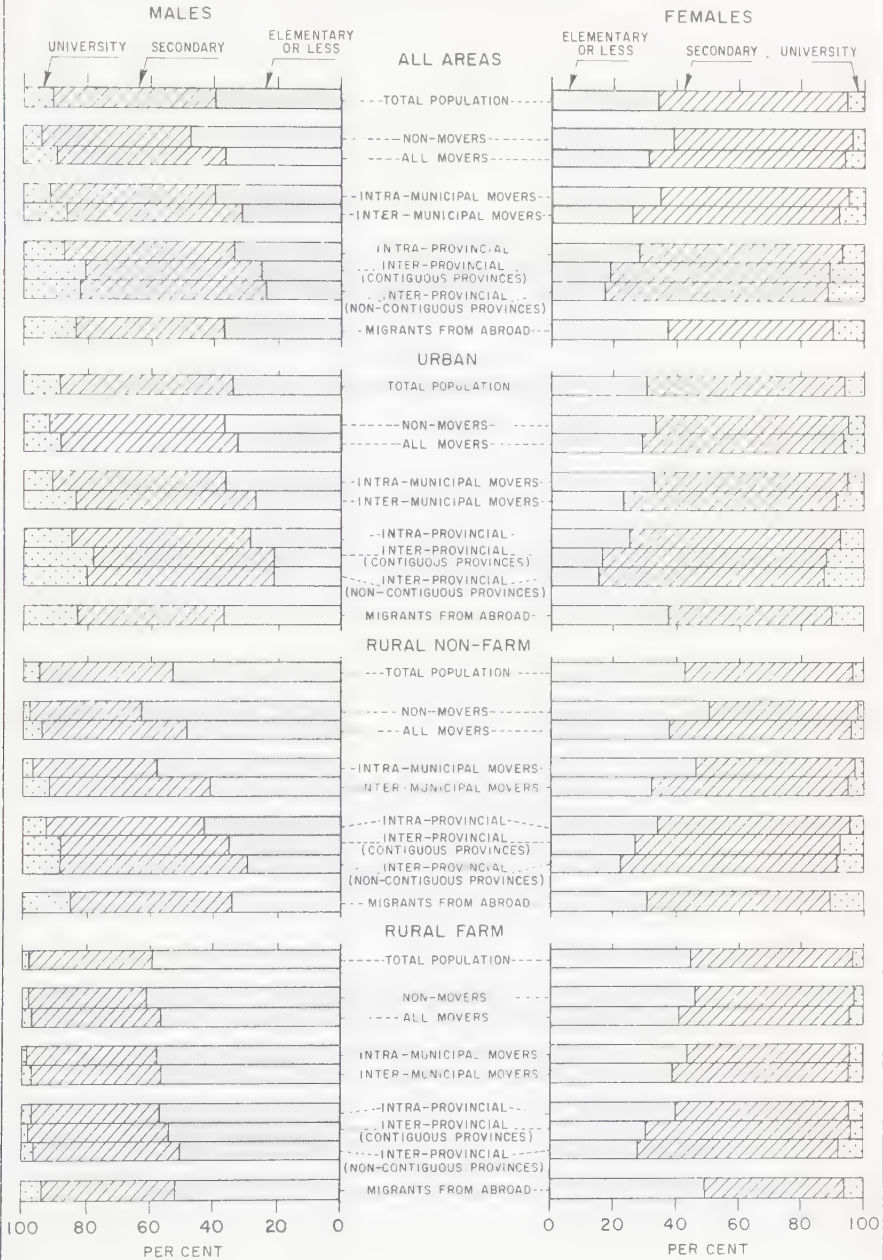 MALES
FEMALES
UNIVERSITY SECONDARY ELEMENTARY OR LESS
ELEMENTARY OR LESS SECONDARY UNIVERSITY
ALL AREAS
TOTAL POPULATION
NON-MOVERS
ALL MOVERS
INTRA-MUNICIPAL MOVERS
INTER-MUNICIPAL MOVERS
INTRA-PROVINCIAL
INTER-PROVINCIAL
(CONTIGUOUS PROVINCES)
INTER-PROVINCIAL
(NON-CONTIGUOUS PROVINCES)
MIGRANTS FROM ABROAD
URBAN
TOTAL POPULATION
NON-MOVERS
ALL MOVERS
INTRA-MUNICIPAL MOVERS
INTER-MUNICIPAL MOVERS
INTRA-PROVINCIAL
INTER-PROVINCIAL
(CONTIGUOUS PROVINCES)
INTER-PROVINCIAL
(NON-CONTIGUOUS PROVINCES)
MIGRANTS FROM ABROAD
RURAL NON-FARM
TOTAL POPULATION
NON-MOVERS
ALL MOVERS
INTRA-MUNICIPAL MOVERS
INTER-MUNICIPAL MOVERS
INTRA-PROVINCIAL
INTER-PROVINCIAL
(CONTIGUOUS PROVINCES)
INTER-PROVINCIAL
(NON-CONTIGUOUS PROVINCES)
MIGRANTS FROM ABROAD
RURAL FARM
TOTAL POPULATION
NON-MOVERS
ALL MOVERS
INTRA-MUNICIPAL MOVERS
INTER-MUNICIPAL MOVERS
INTRA-PROVINCIAL
INTER-PROVINCIAL
(CONTIGUOUS PROVINCES)
INTER-PROVINCIAL
(NON-CONTIGUOUS PROVINCES)
MIGRANTS FROM ABROAD
100 80 60 40 20 0
0 20 40 60 80 100
PER CENT
PER CENT